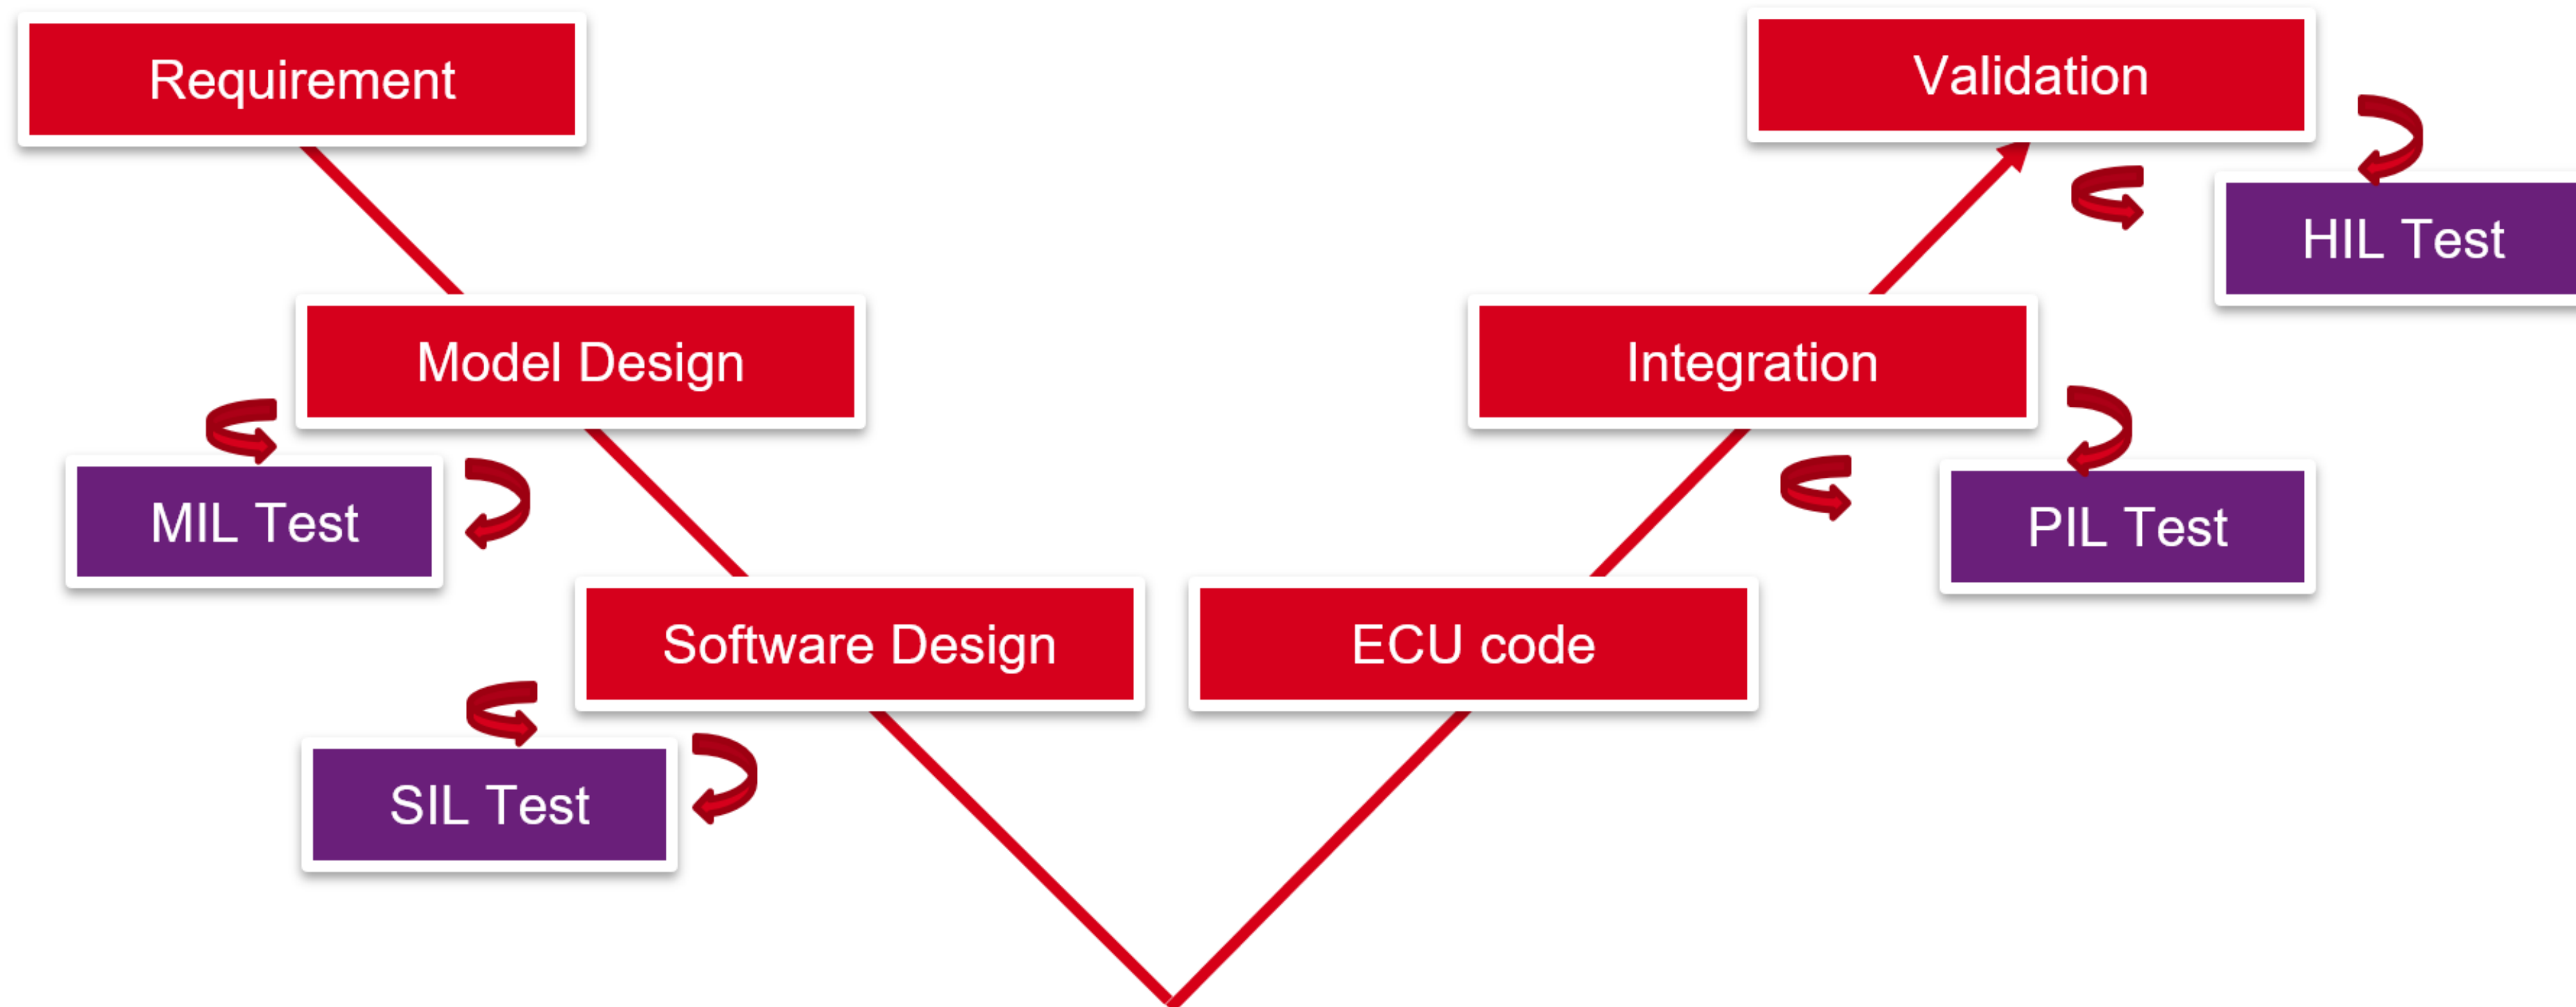 Requirement
Validation
HIL Test
Model Design
Integration
MIL Test
PIL Test
Software Design
ECU code
SIL Test